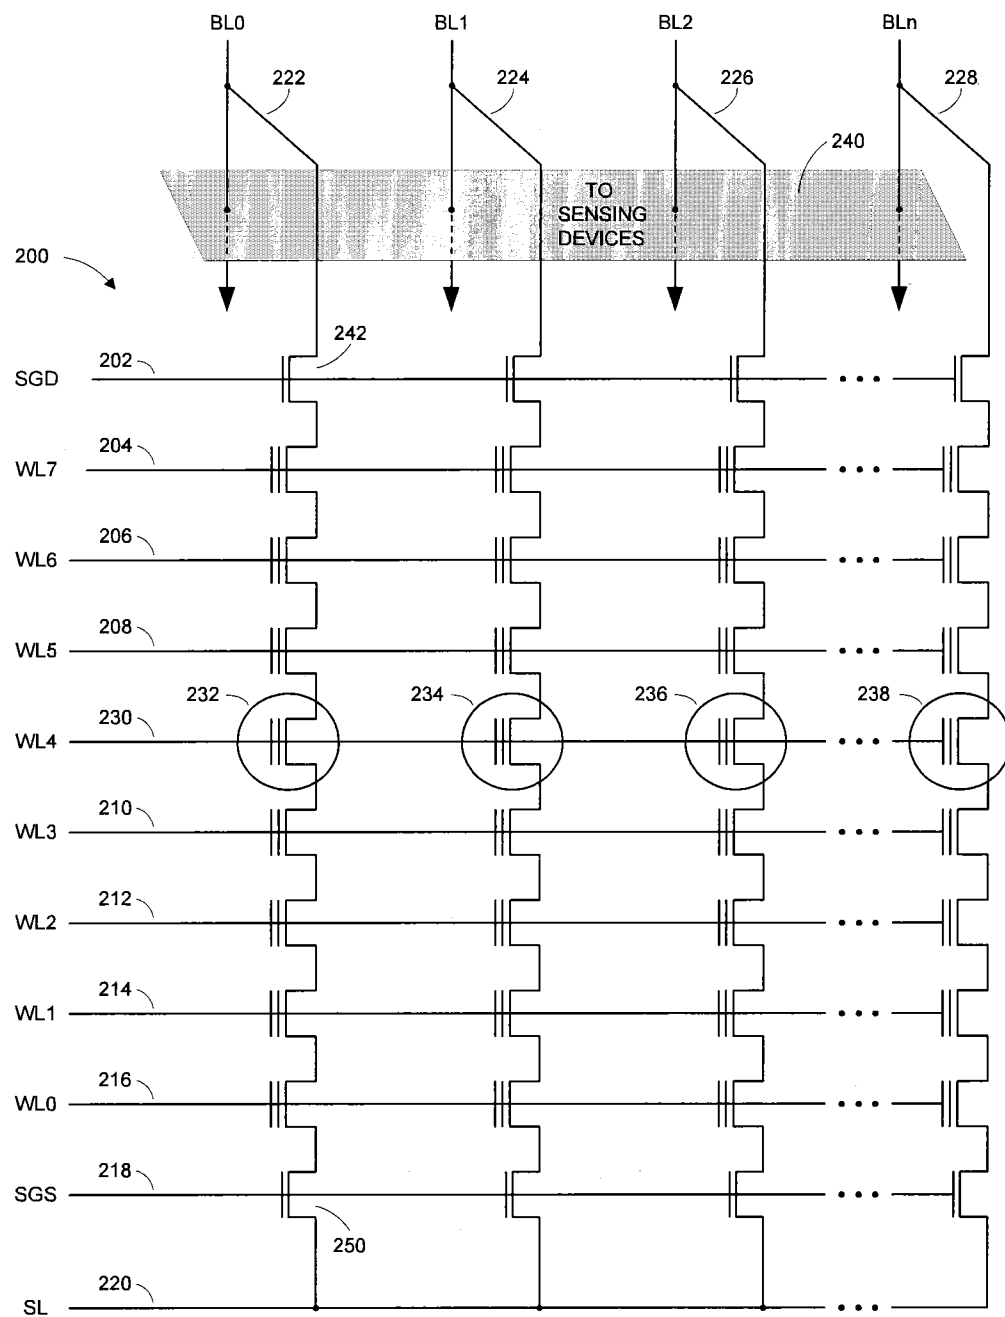 BL0 BL1 BL2 BLn
222 224 226 228
240
TO
SENSING
DEVICES
200
242
202
SGD
204
WL7
206
WL6
208
WL5
232 234 236 238
230
WL4
210
WL3
212
WL2
214
WL1
216
WL0
218
SGS
250
220
SL